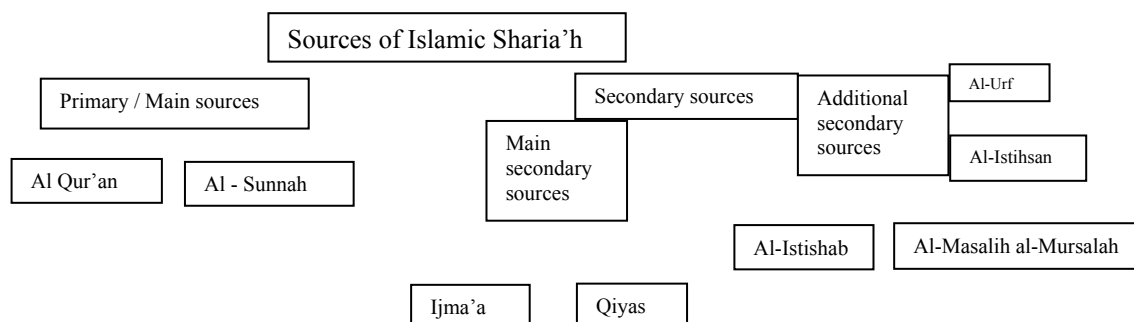 Sources of Islamic Sharia’h
Primary / Main sources
Secondary sources
Additional
secondary
sources
Al-Urf
Main
secondary
sources
Al-Istihsan
Al Qur’an
Al - Sunnah
Al-Istishab
Al-Masalih al-Mursalah
Ijma’a
Qiyas